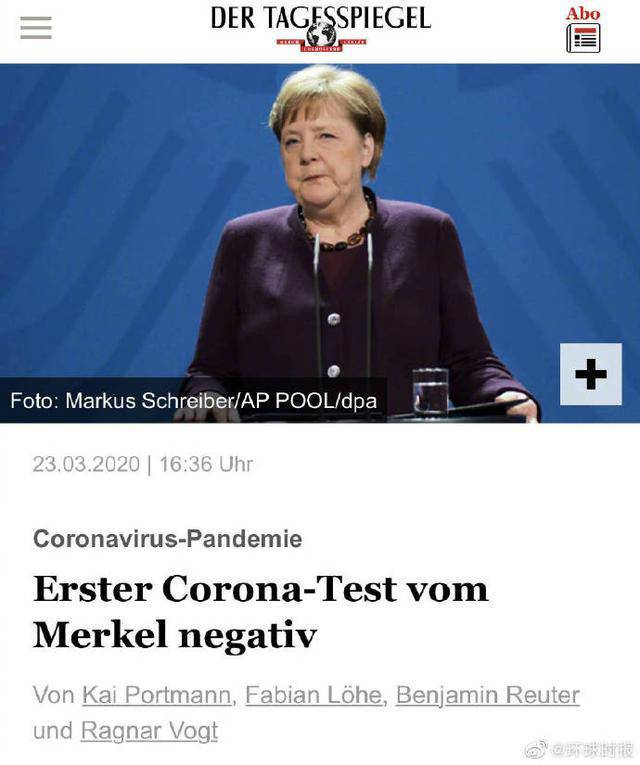 DER TAGESSPIEGEL
Abo
Foto: Markus Schreiber/AP POOL/dpa
23.03.2020 | 16:36 Uhr
Coronavirus-Pandemie
Erster Corona-Test vom
Merkel negativ
Von Kai Portmann, Fabian Löhe, Benjamin Reuter
und Ragnar Vogt
@环球时报